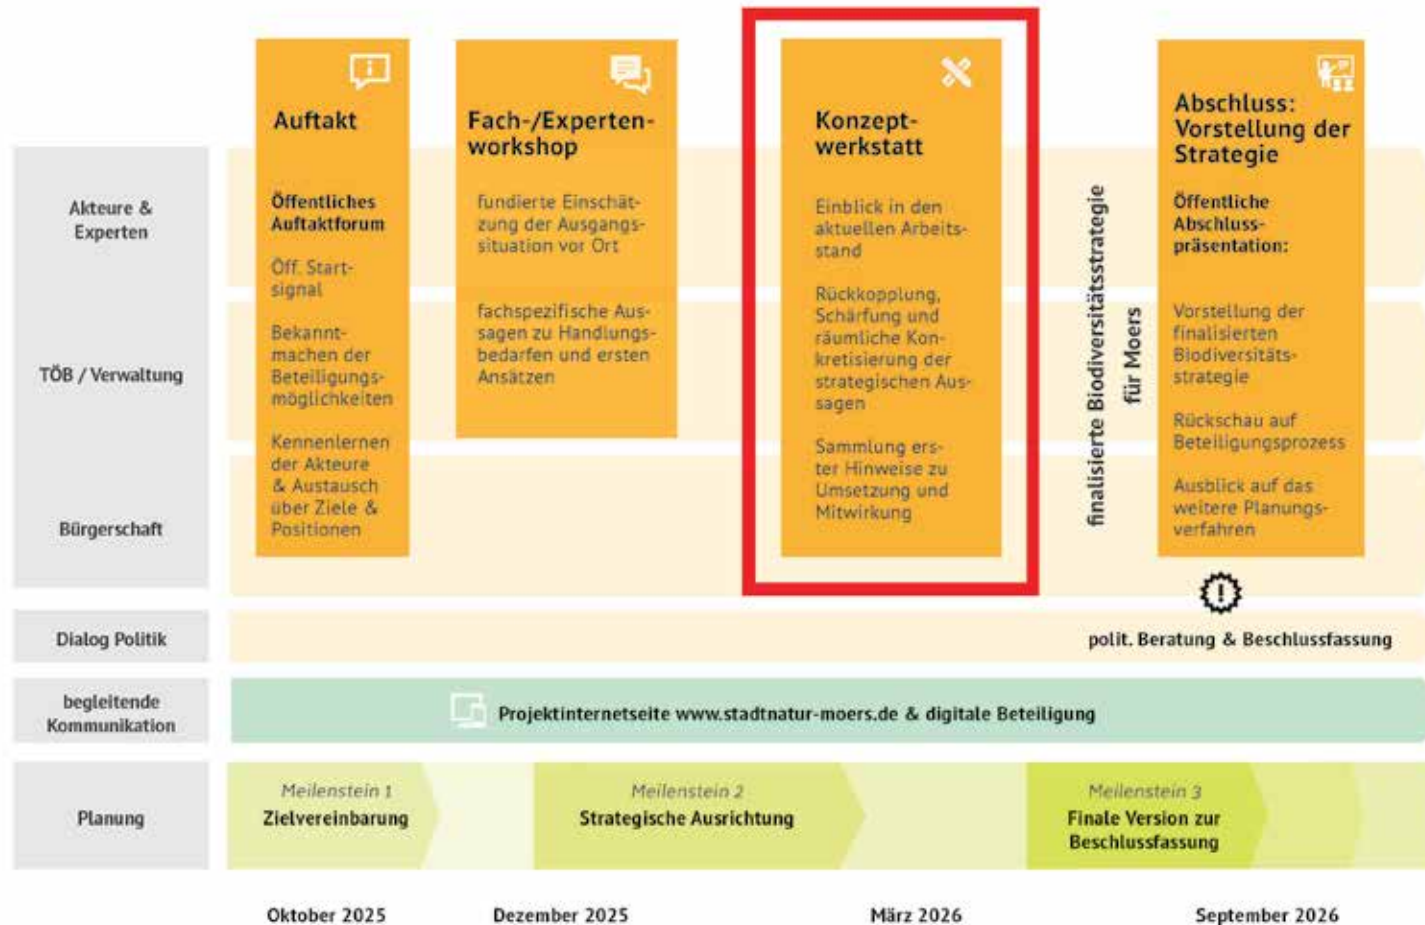 Auftakt
Öffentliches
Auftaktforum
Öff. Start-
signal
Bekannt-
machen der
Beteiligungs-
möglichkeiten
Kennenlernen
der Akteure
& Austausch
über Ziele &
Positionen
Fach-/Experten-
workshop
fundierte Einschät-
zung der Ausgangs-
situation vor Ort
fachspezifische Aus-
sagen zu Handlungs-
bedarfen und ersten
Ansätzen
Konzept-
werkstatt
Einblick in den
aktuellen Arbeits-
stand
Rückkopplung,
Schärfung und
räumliche Kon-
kretisierung der
strategischen Aus-
sagen
Sammlung ers-
ter Hinweise zu
Umsetzung und
Mitwirkung
finalisierte Biodiversitätsstrategie
für Moers
Abschluss:
Vorstellung der
Strategie
Öffentliche
Abschluss-
präsentation:
Vorstellung der
finalisierten
Biodiversitäts-
strategie
Rückschau auf
Beteiligungsprozess
Ausblick auf das
weitere Planungs-
verfahren
Akteure &
Experten
TÖB / Verwaltung
Bürgerschaft
Dialog Politik
polit. Beratung & Beschlussfassung
begleitende
Kommunikation
Projektinternetseite www.stadtnatur-moers.de & digitale Beteiligung
Planung
Meilenstein 1
Zielvereinbarung
Meilenstein 2
Strategische Ausrichtung
Meilenstein 3
Finale Version zur
Beschlussfassung
Oktober 2025
Dezember 2025
März 2026
September 2026